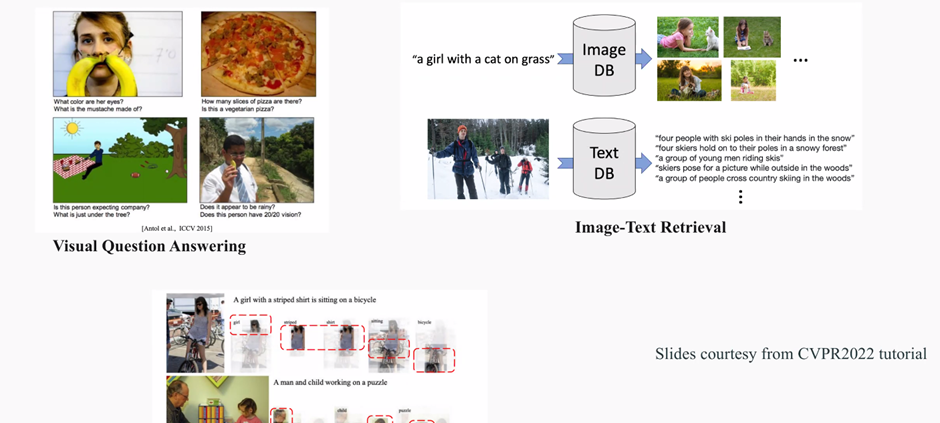 What color are her eyes?
What is the mustache made of?
How many slices of pizza are there?
Is this a vegetarian pizza?
Is this person expecting company?
What is just under the tree?
Does it appear to be rainy?
Does this person have 20/20 vision?
[Antol et al., ICCV 2015]
Visual Question Answering
"a girl with a cat on grass"
Image
DB
...
Text
DB
"four people with ski poles in their hands in the snow"
"four skiers hold on to their poles in a snowy forest"
"a group of young men riding skis"
"skiers pose for a picture while outside in the woods"
"a group of people cross country skiing in the woods"
Image-Text Retrieval
A girl with a striped shirt is sitting on a bicycle
girl striped shirt sitting bicycle
A man and child working on a puzzle
child puzzle
Slides courtesy from CVPR2022 tutorial